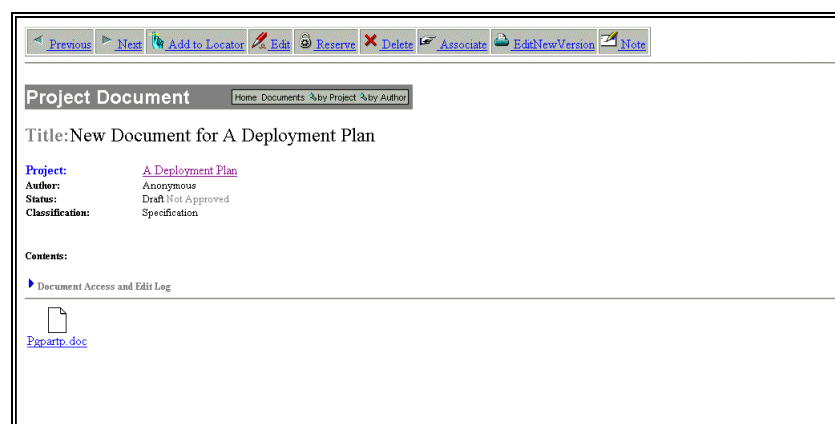 Previous Next Add to Locator Edit Reserve Delete Associate EditNewVersion Note
Project Document Home Documents by Project by Author
Title:New Document for A Deployment Plan
Project: A Deployment Plan
Author: Anonymous
Status: Draft Not Approved
Classification: Specification
Contents:
Document Access and Edit Log
Pgpartp.doc